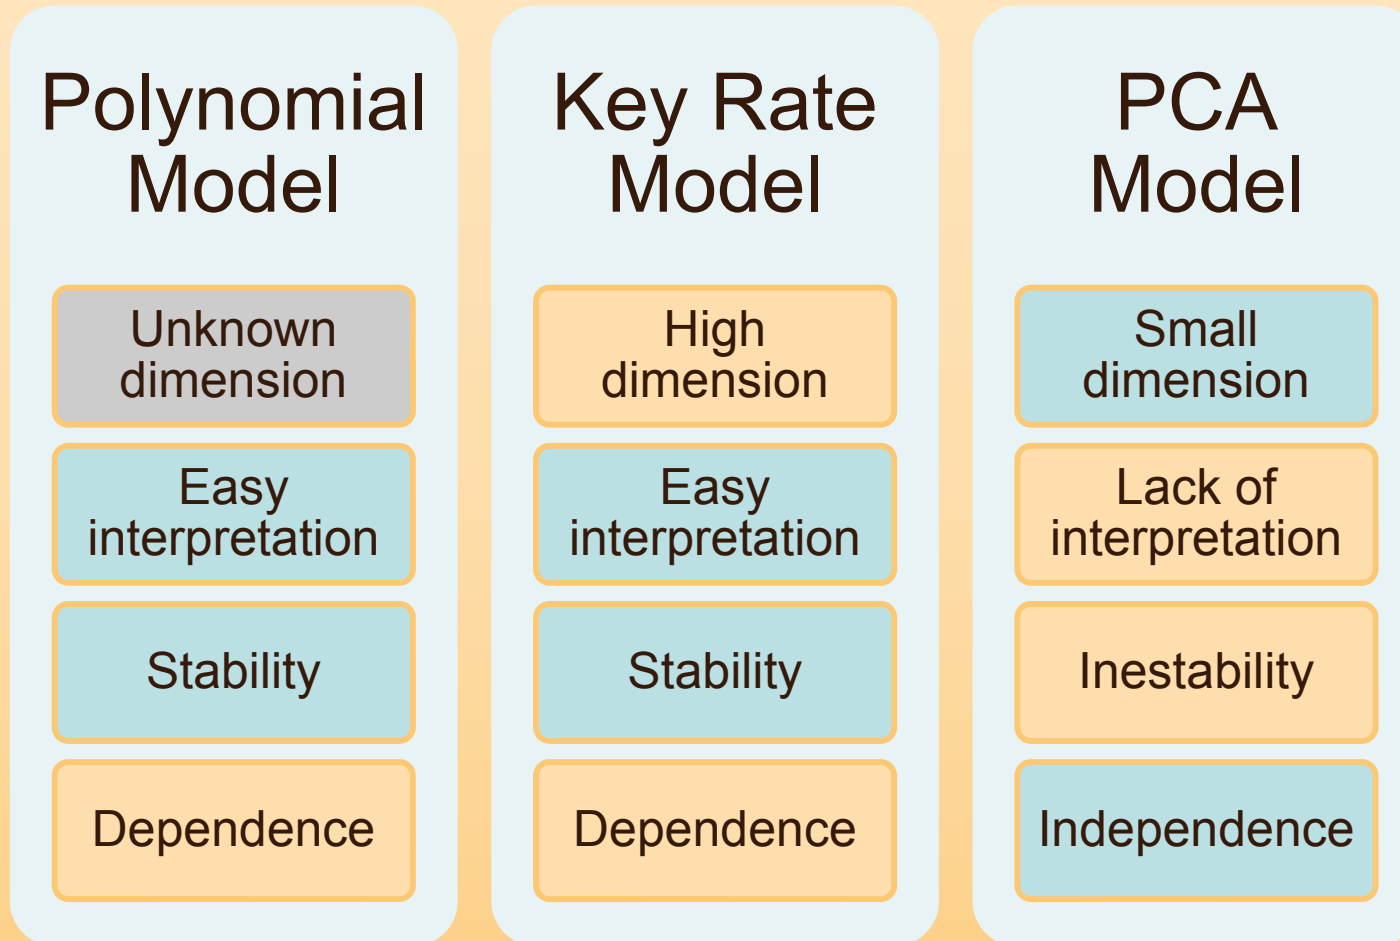 Polynomial
Model
Unknown
dimension
Easy
interpretation
Stability
Dependence
Key Rate
Model
High
dimension
Easy
interpretation
Stability
Dependence
PCA
Model
Small
dimension
Lack of
interpretation
Inestability
Independence